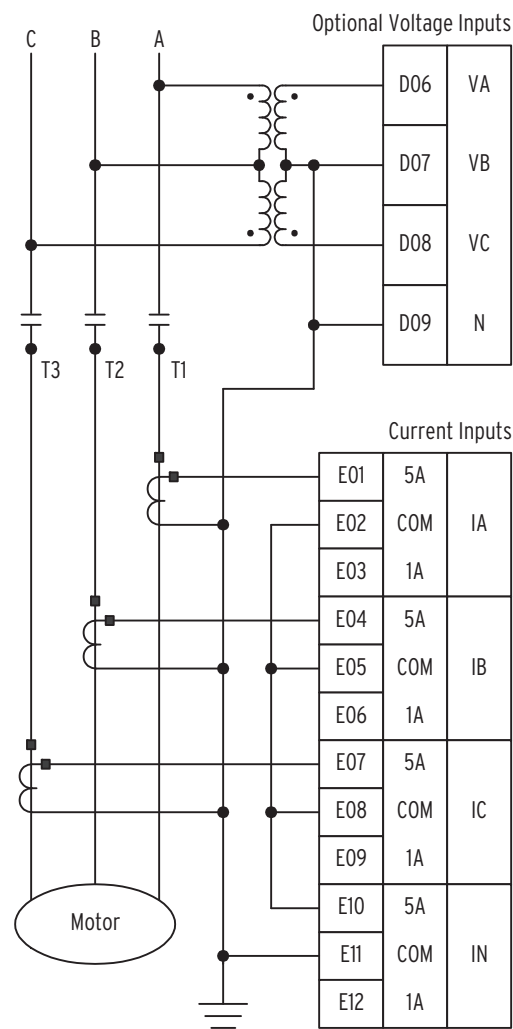 Optional Voltage Inputs
C B A
D06 VA
D07 VB
D08 VC
D09 N
T3 T2 T1
Current Inputs
E01 5A
E02 COM IA
E03 1A
E04 5A
E05 COM IB
E06 1A
E07 5A
E08 COM IC
E09 1A
E10 5A
Motor
E11 COM IN
E12 1A